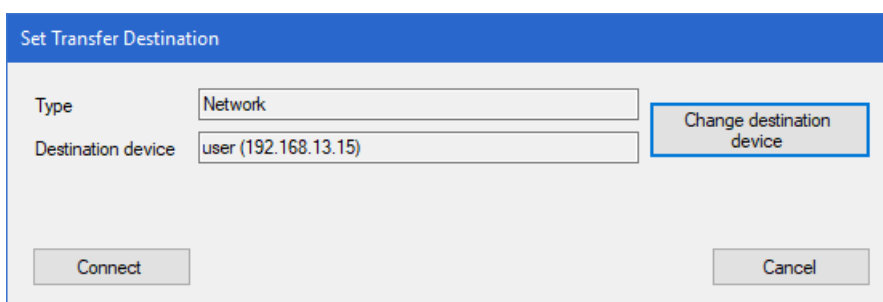 Set Transfer Destination
Type
Network
Destination device
user (192.168.13.15)
Change destination
device
Connect
Cancel